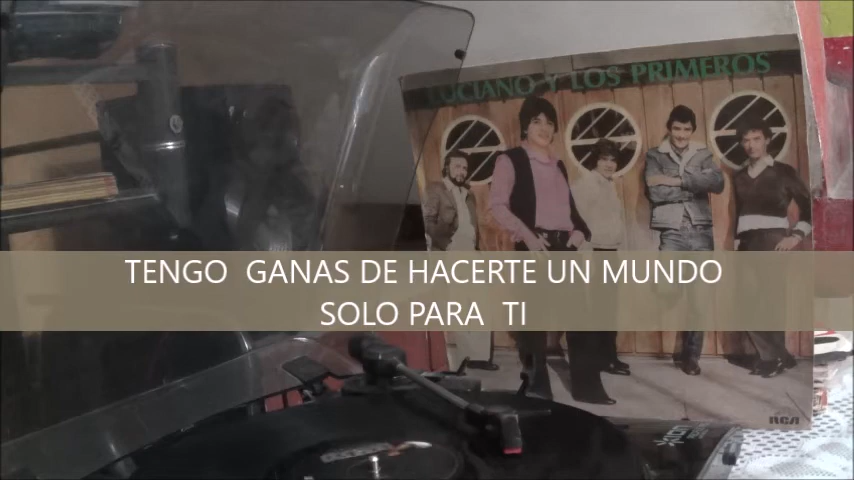 LUCIANO Y LOS PRIMEROS
TENGO GANAS DE HACERTE UN MUNDO
SOLO PARA TI
RCA